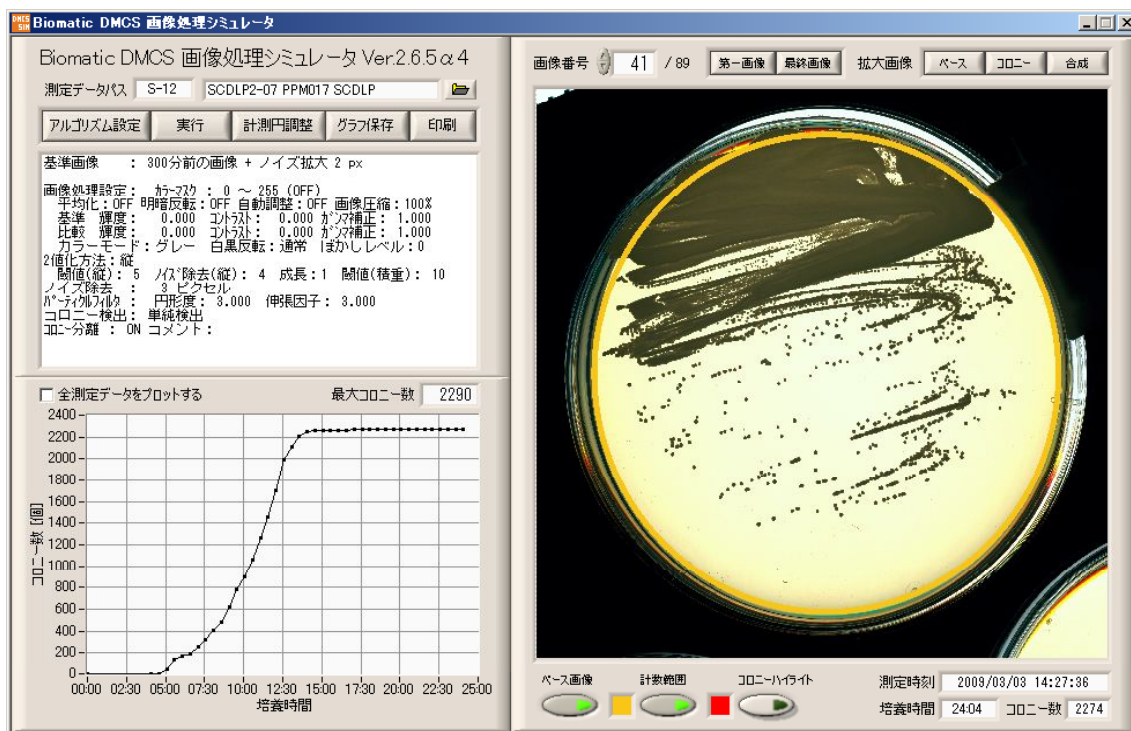 DMCS SIM Biomatic DMCS 画像処理シミュレータ
Biomatic DMCS 画像処理シミュレータ Ver.2.6.5α4
測定データパス S-12 SCDLP2-07 PPM017 SCDLP
アルゴリズム設定 実行 計測円調整 グラフ保存 印刷
基準画像 : 300分前の画像 + ノイズ拡大 2 px
画像処理設定: カラーマスク : 0 ～ 255 (OFF)
平均化:OFF 明暗反転:OFF 自動調整:OFF 画像圧縮:100%
基準 輝度: 0.000 コントラスト: 0.000 ガンマ補正: 1.000
比較 輝度: 0.000 コントラスト: 0.000 ガンマ補正: 1.000
カラーモード:グレー 白黒反転:通常 ぼかしレベル:0
2値化方法:縦
閾値(縦): 5 ノイズ除去(縦): 4 成長:1 閾値(積重): 10
ノイズ除去 : 3 ピクセル
パーティクルフィルタ : 円形度: 3.000 伸張因子: 3.000
コロニー検出: 単純検出
コロニー分離 : ON コメント:
全測定データをプロットする 最大コロニー数 2290
コロニー数 [個]
2400
2200
2000
1800
1600
1400
1200
1000
800
600
400
200
0
00:00 02:30 05:00 07:30 10:00 12:30 15:00 17:30 20:00 22:30 25:00
培養時間
画像番号 41 / 89 第一画像 最終画像 拡大画像 ベース コロニー 合成
ベース画像 計数範囲 コロニーハイライト
測定時刻 2009/03/03 14:27:36
培養時間 24:04 コロニー数 2274